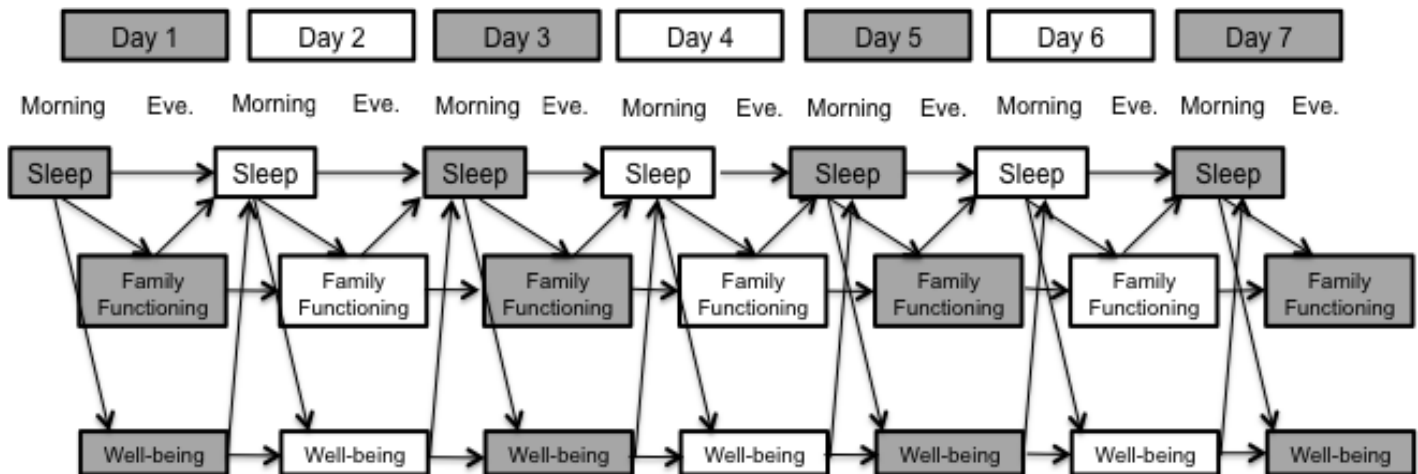 Day 1 Day 2 Day 3 Day 4 Day 5 Day 6 Day 7
Morning Eve. Morning Eve. Morning Eve. Morning Eve. Morning Eve. Morning Eve. Morning Eve.
Sleep Sleep Sleep Sleep Sleep Sleep Sleep
Family Family Family Family Family Family Family
Functioning Functioning Functioning Functioning Functioning Functioning Functioning
Well-being Well-being Well-being Well-being Well-being Well-being Well-being